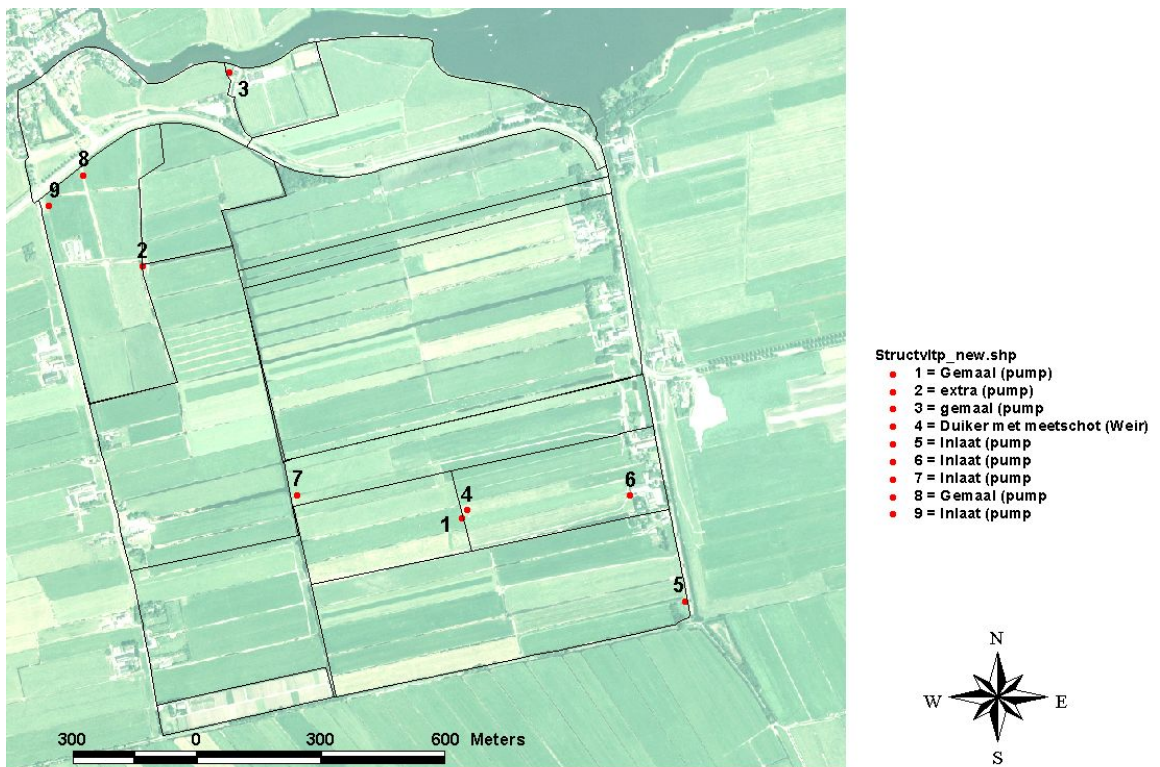 3
8
9
2
7
4
6
1
5
300 0 300 600 Meters
Structvltp_new.shp
1 = Gemaal (pump)
2 = extra (pump)
3 = gemaal (pump
4 = Duiker met meetschot (Weir)
5 = Inlaat (pump
6 = Inlaat (pump
7 = Inlaat (pump
8 = Gemaal (pump
9 = Inlaat (pump
N
W E
S